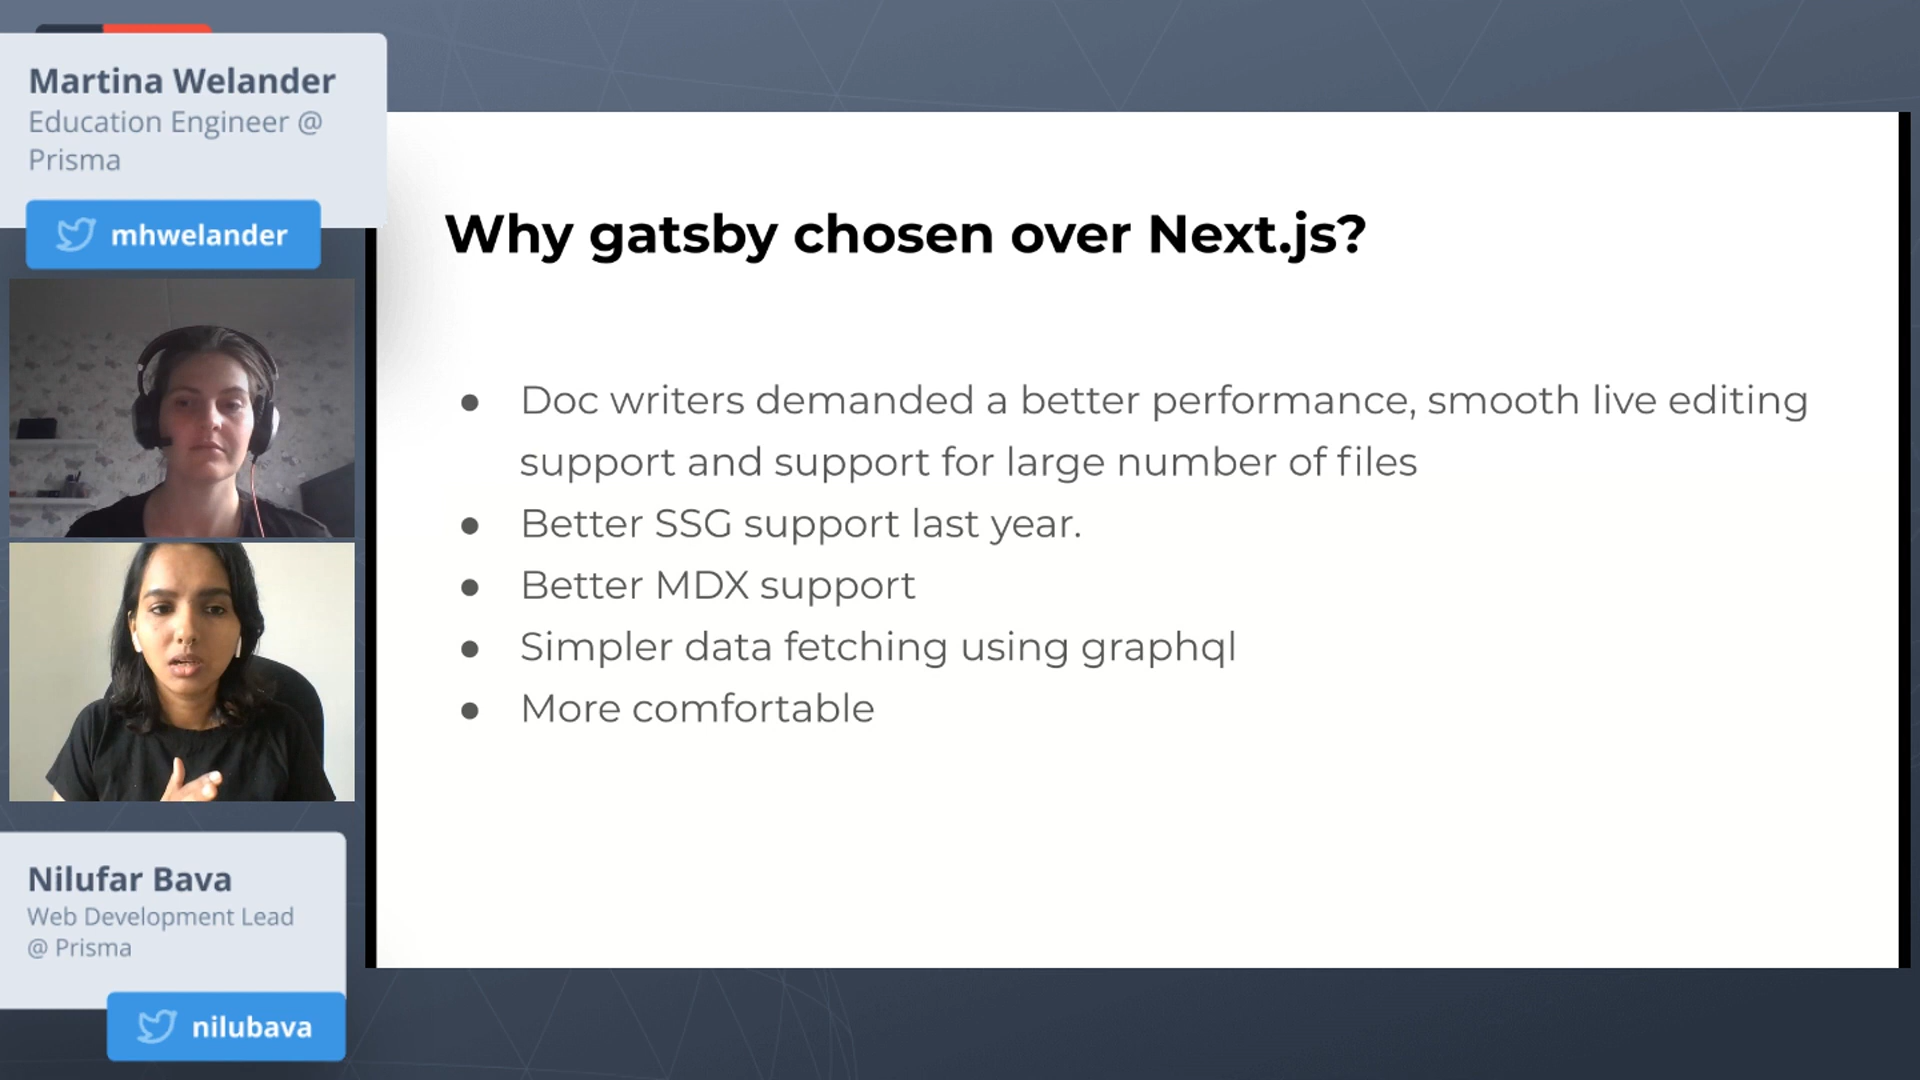 Martina Welander
Education Engineer @
Prisma
mhwelander
Why gatsby chosen over Next.js?
● Doc writers demanded a better performance, smooth live editing
support and support for large number of files
● Better SSG support last year.
● Better MDX support
● Simpler data fetching using graphql
● More comfortable
Nilufar Bava
Web Development Lead
@ Prisma
nilubava